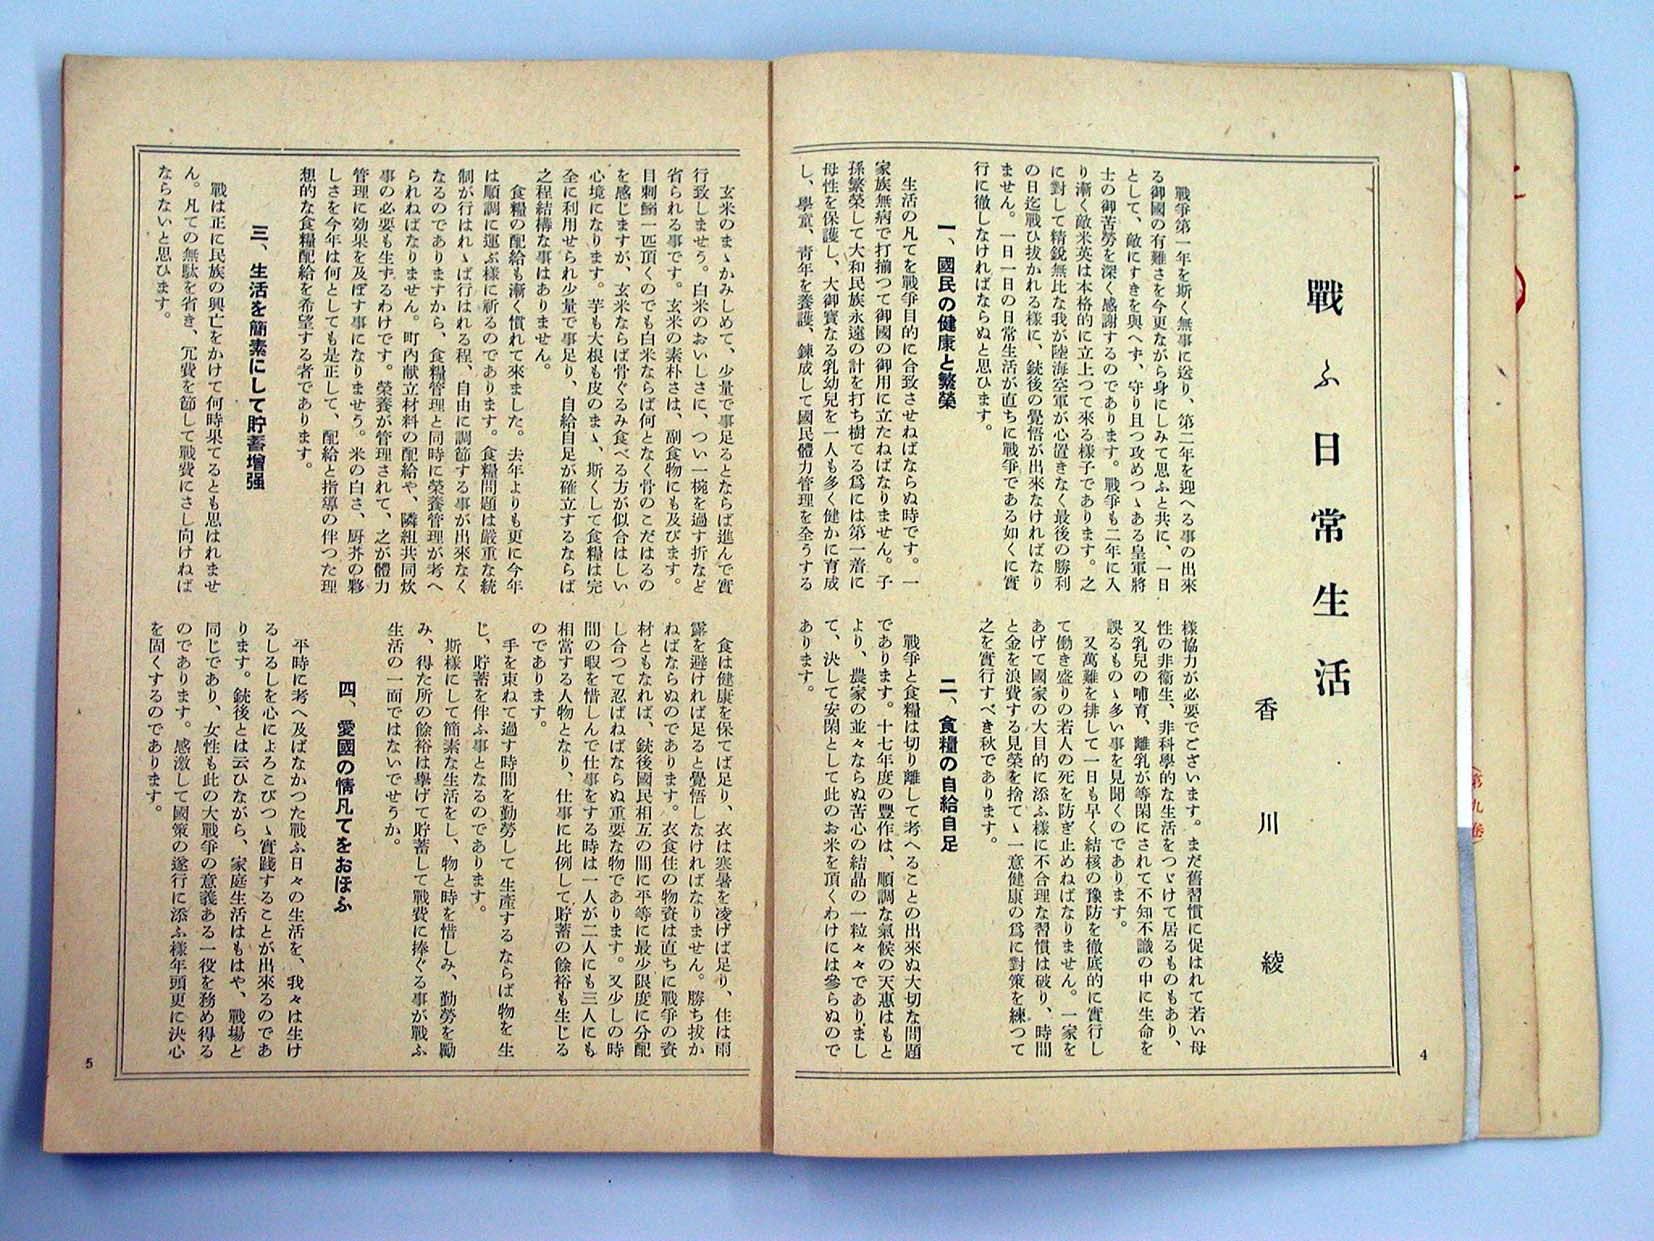 戰ふ日常生活
香川綾
戰爭第一年を斯く無事に送り、第二年を迎へる事の出來
る御國の有難さを今更ながら身にしみて思ふと共に、一日
として、敵にすきを與へず、守り且つ攻めつゝある皇軍將
士の御苦勞を深く感謝するのであります。戰爭も二年に入
り漸く敵米英は本格的に立上つて來る樣子であります。之
に對して精銳無比な我が陸海空軍が心置きなく最後の勝利
の日迄戰ひ拔かれる樣に、銃後の覺悟が出來なければなり
ません。一日一日の日常生活が直ちに戰爭である如くに實
行に徹しなければならぬと思ひます。
一、國民の健康と繁榮
生活の凡てを戰爭目的に合致させねばならぬ時です。一
家族無病で打揃つて御國の御用に立たねばなりません。子
孫繁榮して大和民族永遠の計を打ち樹てる爲には第一着に
母性を保護し、大御寶なる乳幼兒を一人も多く健かに育成
し、學童、靑年を養護、鍊成して國民體力管理を全うする
樣協力が必要でございます。まだ舊習慣に促はれて若い母
性の非衞生、非科學的な生活をつゞけて居るものもあり、
又乳兒の哺育、離乳が等閑にされて不知不識の中に生命を
誤るものゝ多い事を見聞くのであります。
又萬難を排して一日も早く結核の豫防を徹底的に實行し
て働き盛りの若人の死を防ぎ止めねばなりません。一家を
あげて國家の大目的に添ふ樣に不合理な習慣は破り、時間
と金を浪費する見榮を捨てゝ一意健康の爲に對策を練つて
之を實行すべき秋であります。
二、食糧の自給自足
戰爭と食糧は切り離して考へることの出來ぬ大切な問題
であります。十七年度の豐作は、順調な氣候の天惠はもと
より、農家の並々ならぬ苦心の結晶の一粒々々でありまし
て、決して安閑として此のお米を頂くわけには參らぬので
あります。
4
玄米のまゝかみしめて、少量で事足るとならば進んで實
行致しませう。白米のおいしさに、つい一椀を過す折など
省られる事です。玄米の素朴さは、副食物にも及びます。
目刺鰯一匹頂くのでも白米ならば何となく骨のこだはるの
を感じますが、玄米ならば骨ぐるみ食べる方が似合はしい
心境になります。芋も大根も皮のまゝ、斯くして食糧は完
全に利用せられ少量で事足り、自給自足が確立するならば
之程結構な事はありません。
食糧の配給も漸く慣れて來ました。去年よりも更に今年
は順調に運ぶ樣に祈るのであります。食糧問題は嚴重な統
制が行はれゝば行はれる程、自由に調節する事が出來なく
なるのでありますから、食糧管理と同時に榮養管理が考へ
られねばなりません。町內献立材料の配給や、隣組共同炊
事の必要も生ずるわけです。榮養が管理されて、之が體力
管理に効果を及ぼす事になりませう。米の白さ、厨芥の夥
しさを今年は何としても是正して、配給と指導の伴つた理
想的な食糧配給を希望する者であります。
三、生活を簡素にして貯蓄增强
戰は正に民族の興亡をかけて何時果てるとも思はれませ
ん。凡ての無駄を省き、冗費を節して戰費にさし向けねば
ならないと思ひます。
食は健康を保てば足り、衣は寒暑を凌げば足り、住は雨
露を避ければ足ると覺悟しなければなりません。勝ち拔か
ねばならぬのであります。衣食住の物資は直ちに戰爭の資
材ともなれば、銃後國民相互の間に平等に最少限度に分配
し合つて忍ばねばならぬ重要な物であります。又少しの時
間の暇を惜しんで仕事をする時は一人が二人にも三人にも
相當する人物となり、仕事に比例して貯蓄の餘裕も生じる
のであります。
手を束ねて過す時間を勤勞して生產するならば物を生
じ、貯蓄を伴ふ事となるのであります。
斯樣にして簡素な生活をし、物と時を惜しみ、勤勞を勵
み、得た所の餘裕は擧げて貯蓄して戰費に捧ぐる事が戰ふ
生活の一面ではないでせうか。
四、愛國の情凡てをおほふ
平時に考へ及ばなかつた戰ふ日々の生活を、我々は生け
るしるしを心によろこびつゝ實踐することが出來るのであ
ります。銃後とは云ひながら、家庭生活はもはや、戰場と
同じであり、女性も此の大戰爭の意義ある一役を務め得る
のであります。感激して國策の遂行に添ふ樣年頭更に決心
を固くするのであります。
5
(第九卷)